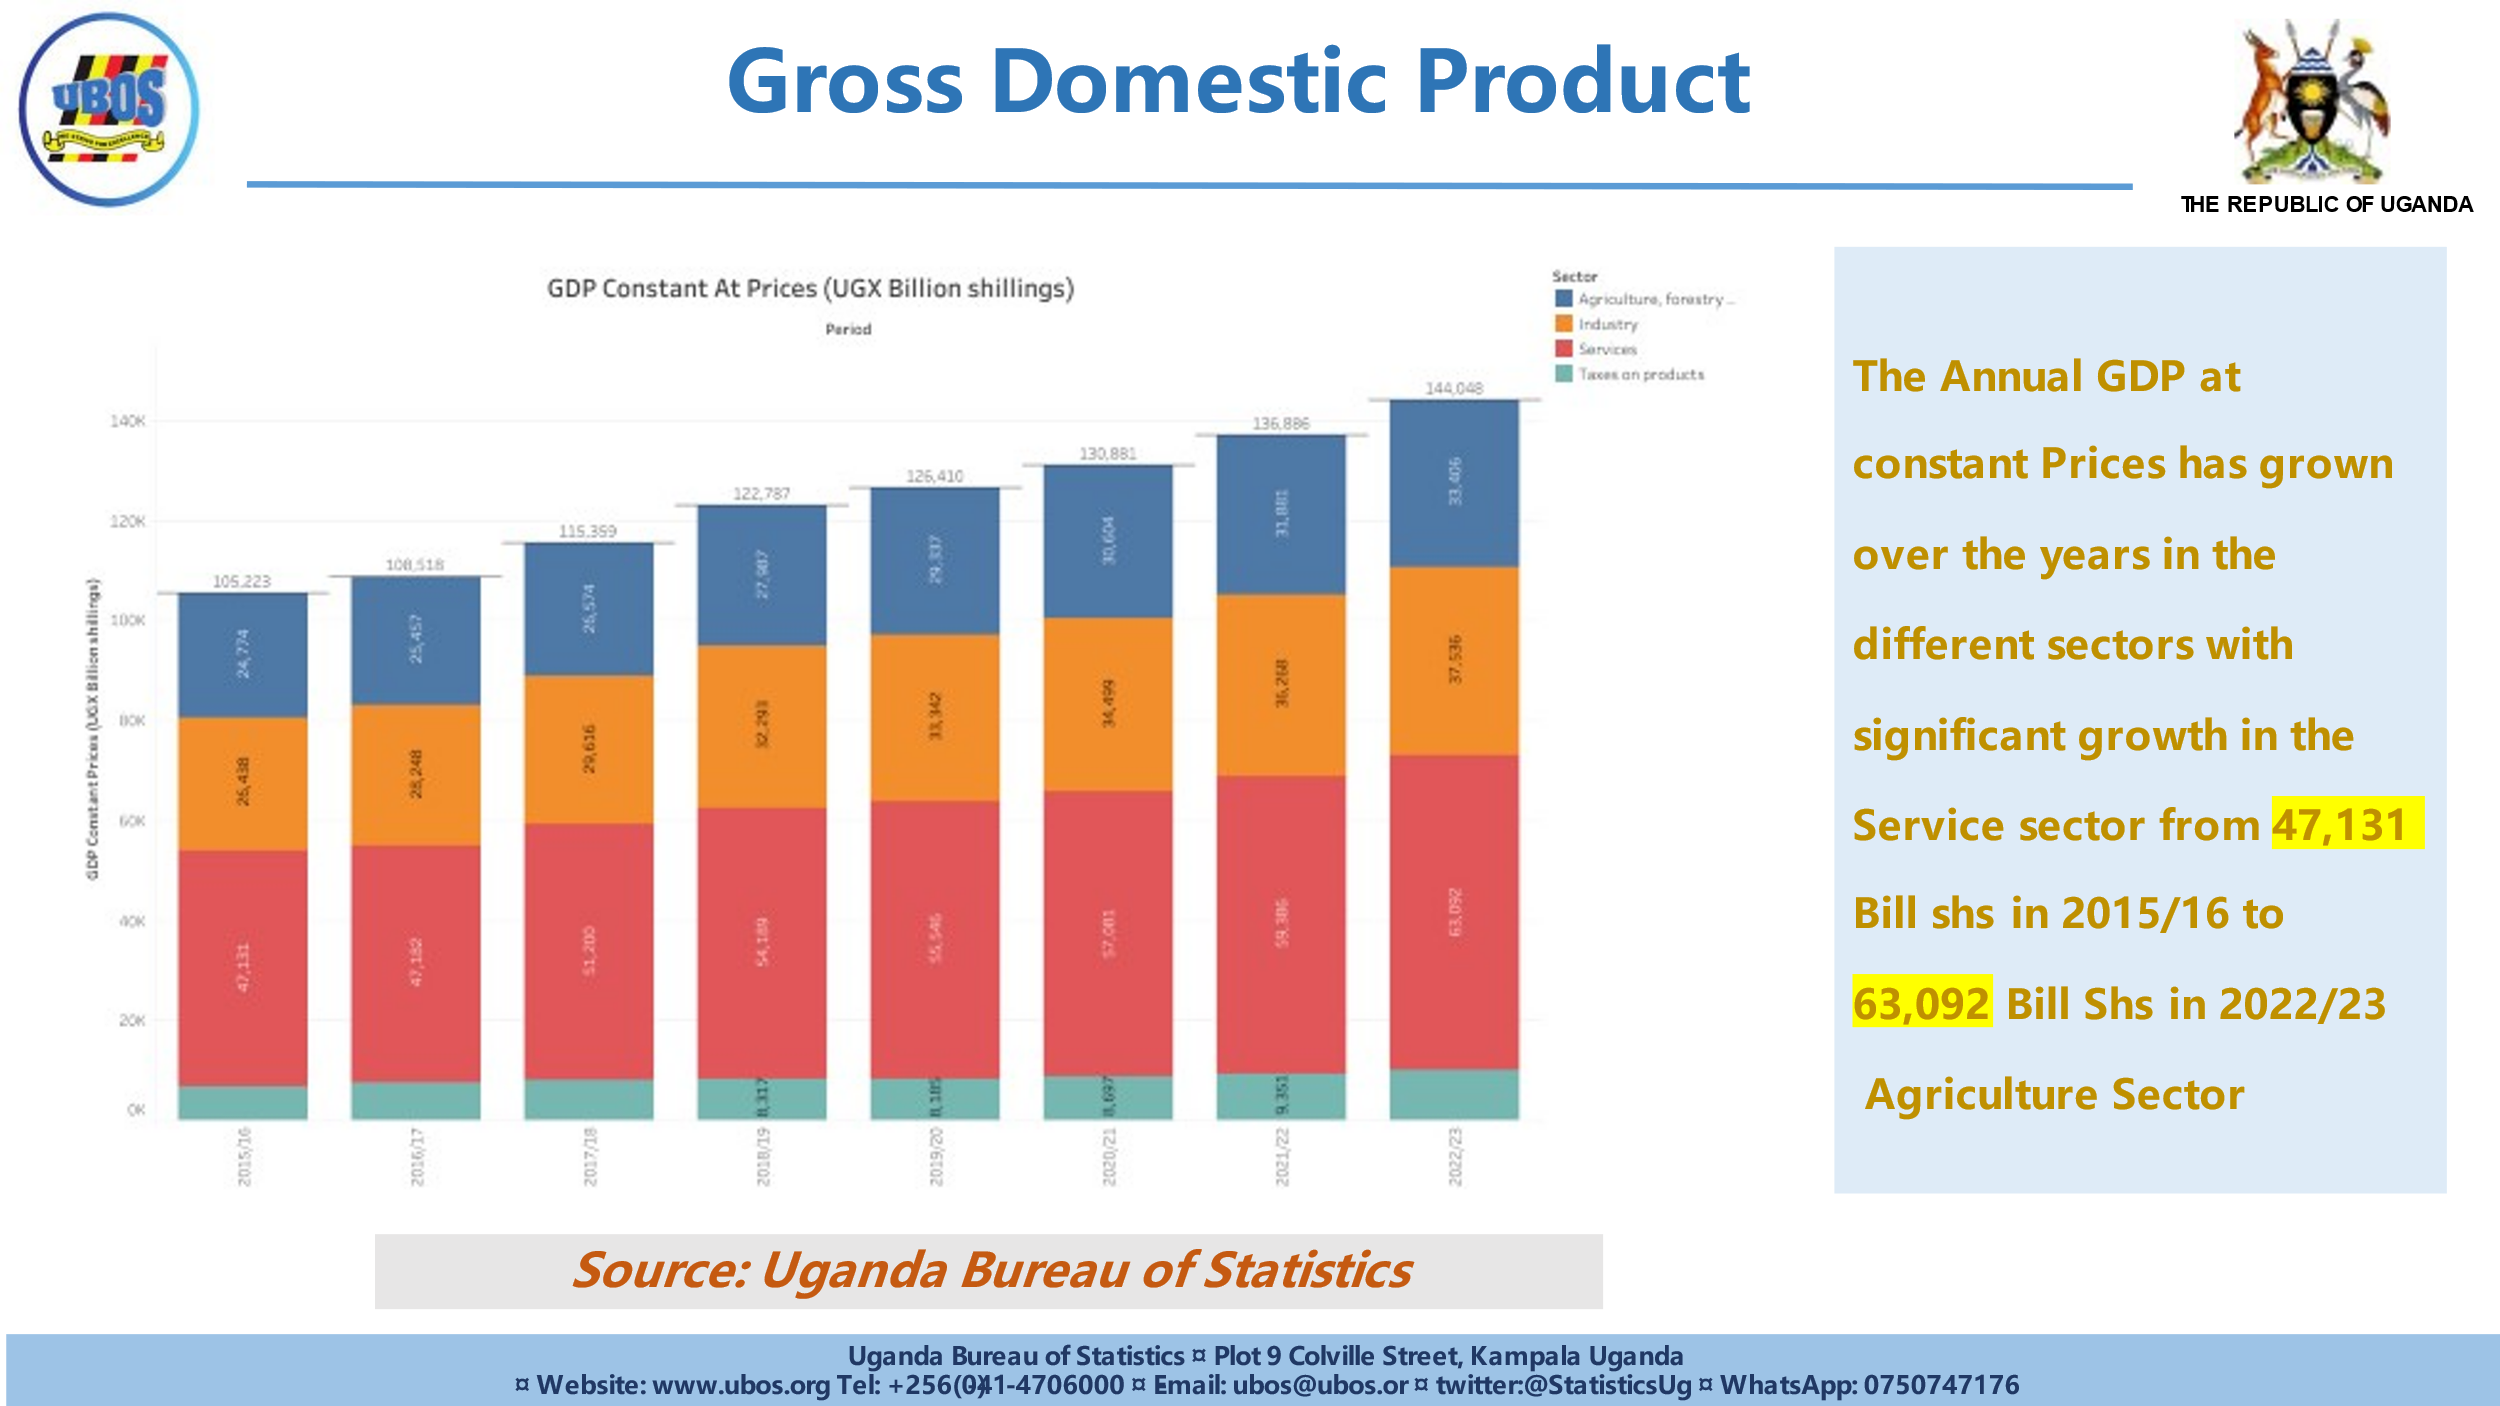 UBOS
Gross Domestic Product
THE REPUBLIC OF UGANDA
GDP Constant At Prices (UGX Billion shillings)
Period
Sector
Agriculture, forestry ..
Industry
Services
Taxes on products
GDP Constant Prices (UGX Billion shillings)
140K
120K
100K
80K
60K
40K
20K
0K
105,223
24,774
26,438
47,131
2015/16
108,518
25,457
28,248
47,182
2016/17
115,359
26,574
29,616
51,200
2017/18
122,787
27,987
32,293
54,189
8,317
2018/19
126,410
29,337
33,342
55,546
8,185
2019/20
130,881
30,604
34,499
57,081
8,697
2020/21
136,886
31,881
36,268
59,386
9,351
2021/22
144,048
33,406
37,536
63,092
2022/23
The Annual GDP at
constant Prices has grown
over the years in the
different sectors with
significant growth in the
Service sector from 47,131
Bill shs in 2015/16 to
63,092 Bill Shs in 2022/23
Agriculture Sector
Source: Uganda Bureau of Statistics
Uganda Bureau of Statistics ¤ Plot 9 Colville Street, Kampala Uganda
¤ Website: www.ubos.org Tel: +256(0)-41-4706000 ¤ Email: ubos@ubos.or ¤ twitter:@StatisticsUg ¤ WhatsApp: 0750747176